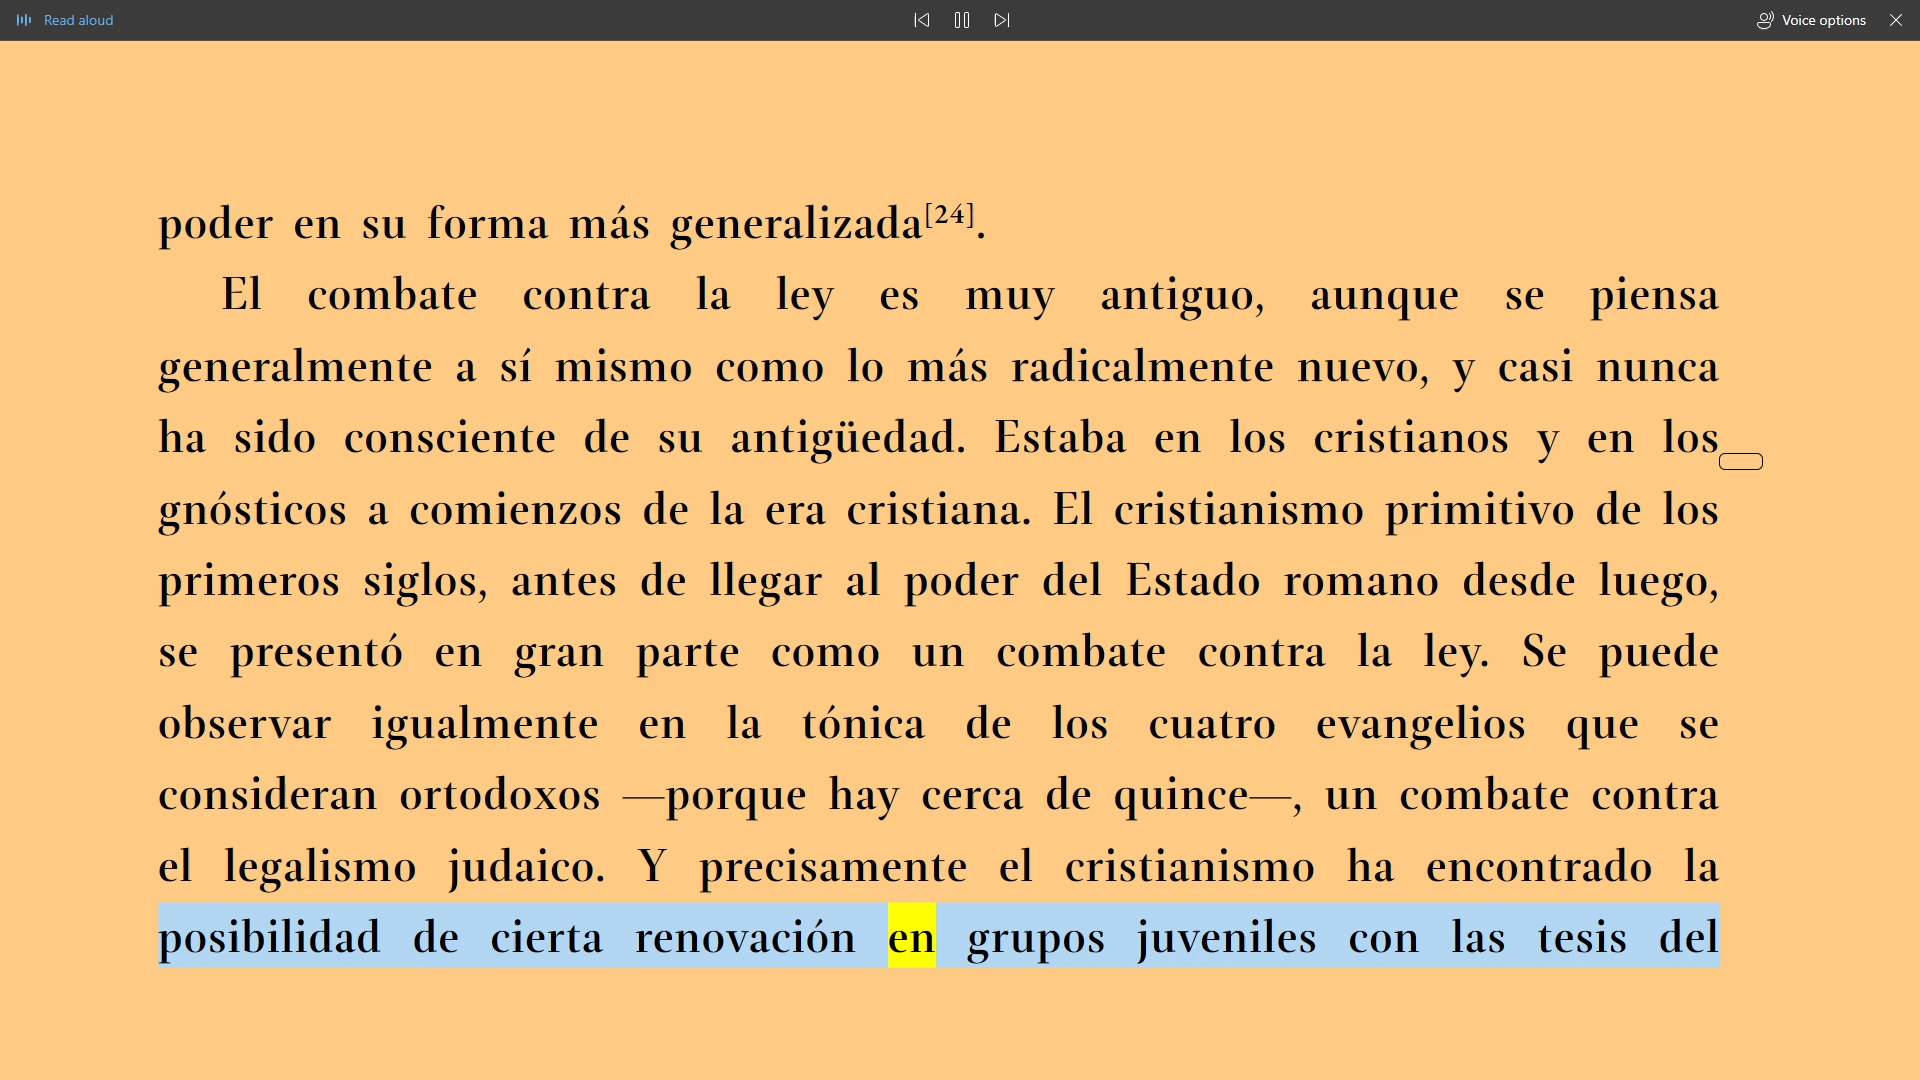 Read aloud
Voice options
poder en su forma más generalizada[24].
El combate contra la ley es muy antiguo, aunque se piensa
generalmente a sí mismo como lo más radicalmente nuevo, y casi nunca
ha sido consciente de su antigüedad. Estaba en los cristianos y en los
gnósticos a comienzos de la era cristiana. El cristianismo primitivo de los
primeros siglos, antes de llegar al poder del Estado romano desde luego,
se presentó en gran parte como un combate contra la ley. Se puede
observar igualmente en la tónica de los cuatro evangelios que se
consideran ortodoxos —porque hay cerca de quince—, un combate contra
el legalismo judaico. Y precisamente el cristianismo ha encontrado la
posibilidad de cierta renovación en grupos juveniles con las tesis del